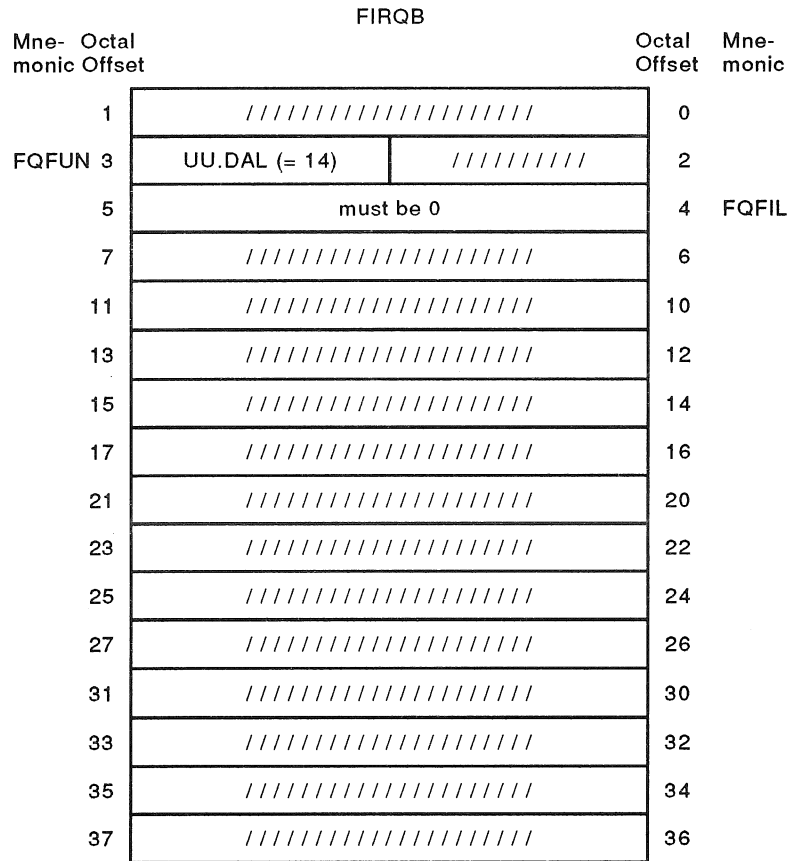 FIRQB
Mne- Octal Octal Mne-
monic Offset Offset monic
1 / / / / / / / / / / / / / / / / / / / / / 0
FQFUN 3 UU.DAL (= 14) / / / / / / / / / / 2
5 must be 0 4 FQFIL
7 / / / / / / / / / / / / / / / / / / / / / 6
11 / / / / / / / / / / / / / / / / / / / / / 10
13 / / / / / / / / / / / / / / / / / / / / / 12
15 / / / / / / / / / / / / / / / / / / / / / 14
17 / / / / / / / / / / / / / / / / / / / / / 16
21 / / / / / / / / / / / / / / / / / / / / / 20
23 / / / / / / / / / / / / / / / / / / / / / 22
25 / / / / / / / / / / / / / / / / / / / / / 24
27 / / / / / / / / / / / / / / / / / / / / / 26
31 / / / / / / / / / / / / / / / / / / / / / 30
33 / / / / / / / / / / / / / / / / / / / / / 32
35 / / / / / / / / / / / / / / / / / / / / / 34
37 / / / / / / / / / / / / / / / / / / / / / 36